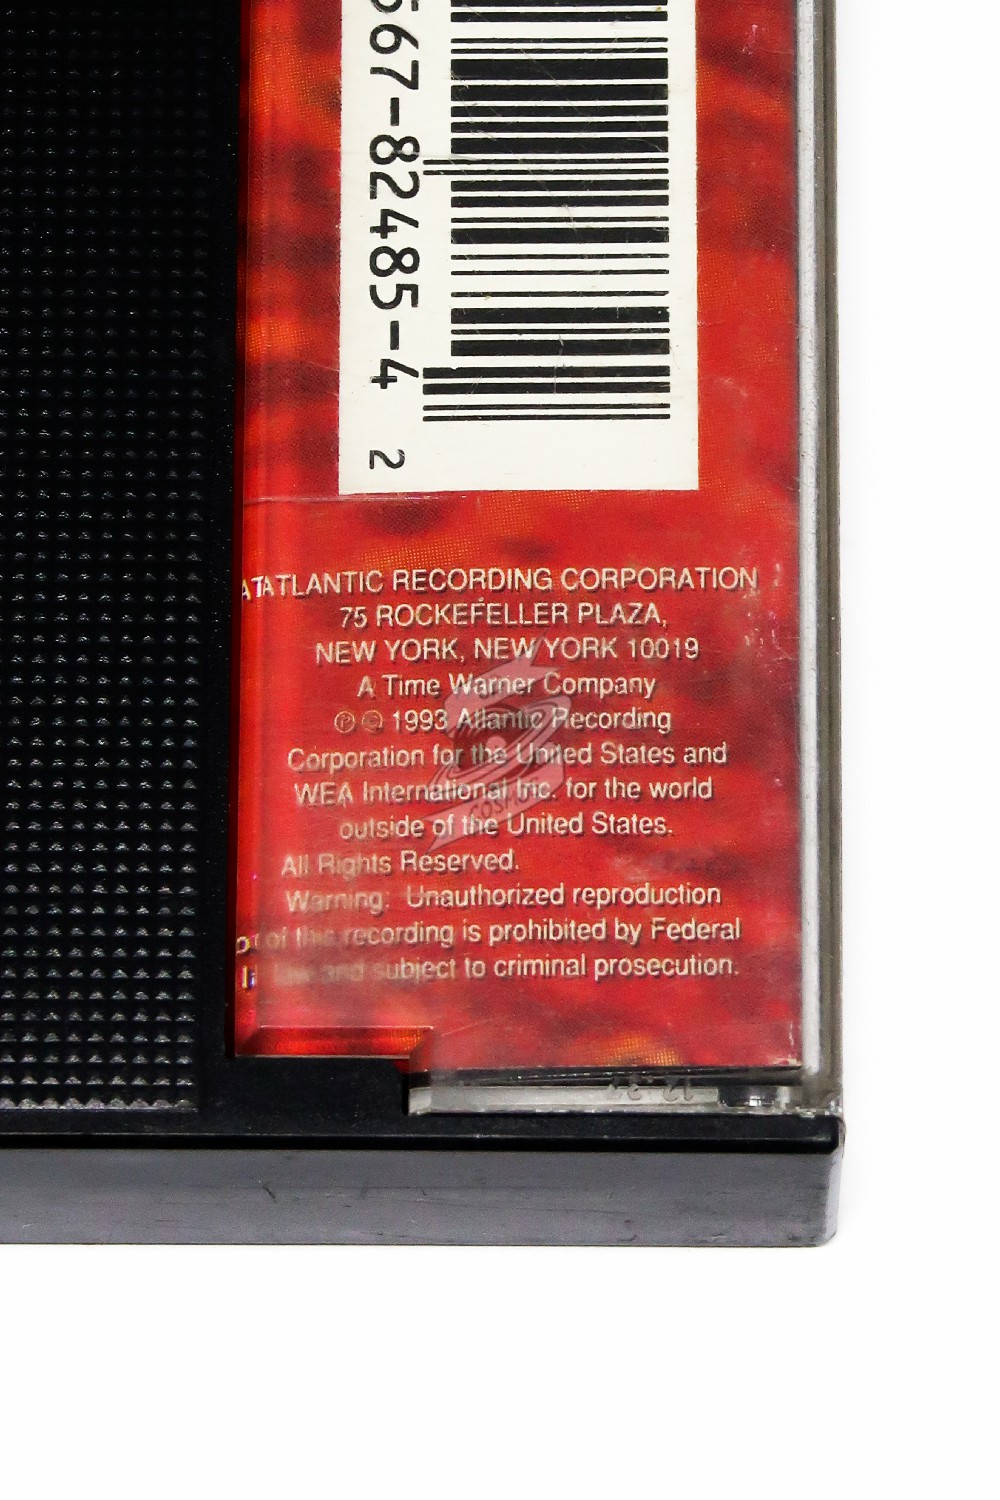 567-82485-4 2
ATLANTIC RECORDING CORPORATION
75 ROCKEFELLER PLAZA,
NEW YORK, NEW YORK 10019
A Time Warner Company
℗ © 1993 Atlantic Recording
Corporation for the United States and
WEA International Inc. for the world
outside of the United States.
All Rights Reserved.
Warning: Unauthorized reproduction
of this recording is prohibited by Federal
law and subject to criminal prosecution.